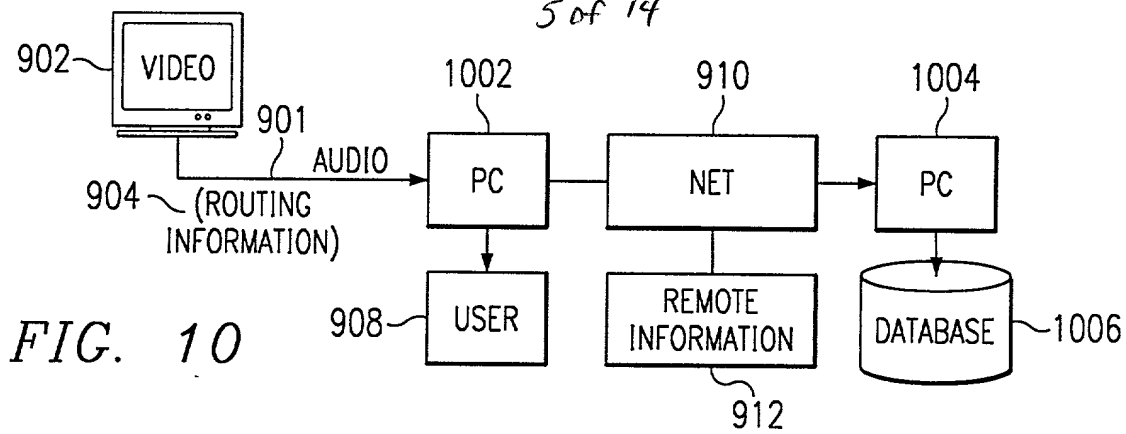 5 of 14
902
VIDEO
901
AUDIO
904
(ROUTING
INFORMATION)
1002
PC
910
NET
1004
PC
908
USER
REMOTE
INFORMATION
912
DATABASE
1006
FIG. 10